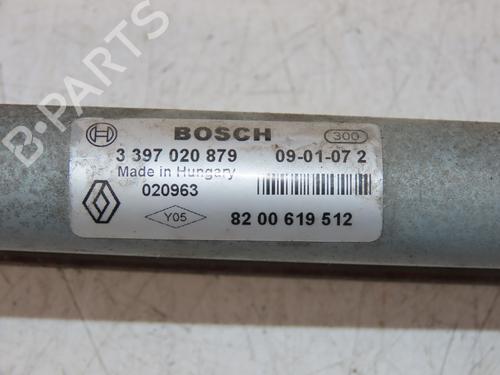 B-PARTS
BOSCH 300
3 397 020 879 09-01-07 2
Made in Hungary
020963
Y05 82 00 619 512